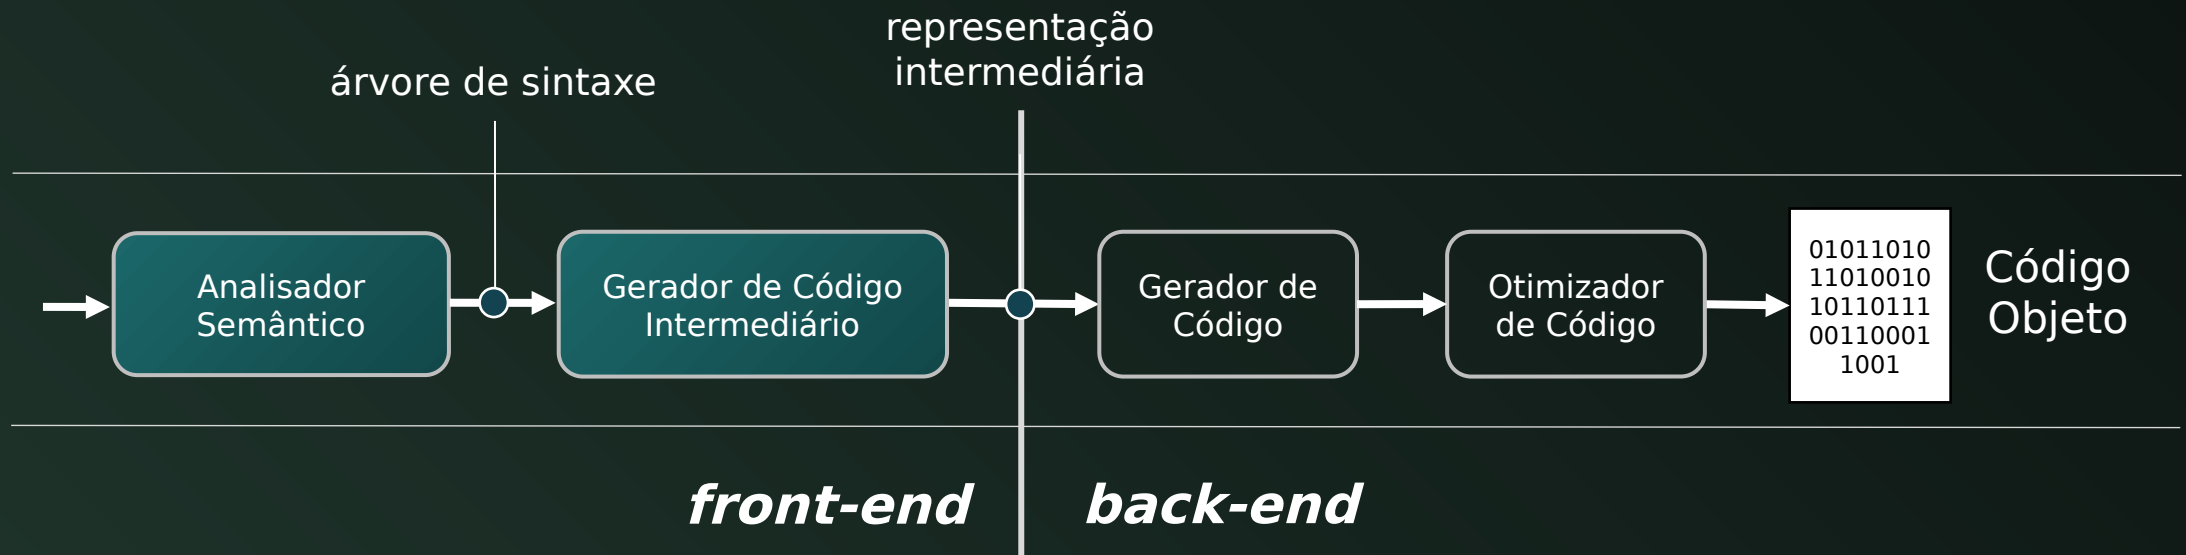 representação
intermediária
árvore de sintaxe
Analisador
Semântico
Gerador de Código
Intermediário
Gerador de
Código
Otimizador
de Código
01011010
11010010
10110111
00110001
1001
Código
Objeto
front-end
back-end